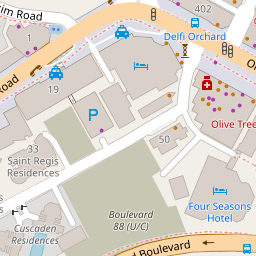 rim Road
402
Delfi Orchard
Road
19
P
Olive Tree
33
Saint Regis
Residences
50
Boulevard
88 (U/C)
Four Seasons
Hotel
Cuscaden
Residences
d Boulevard
1
O